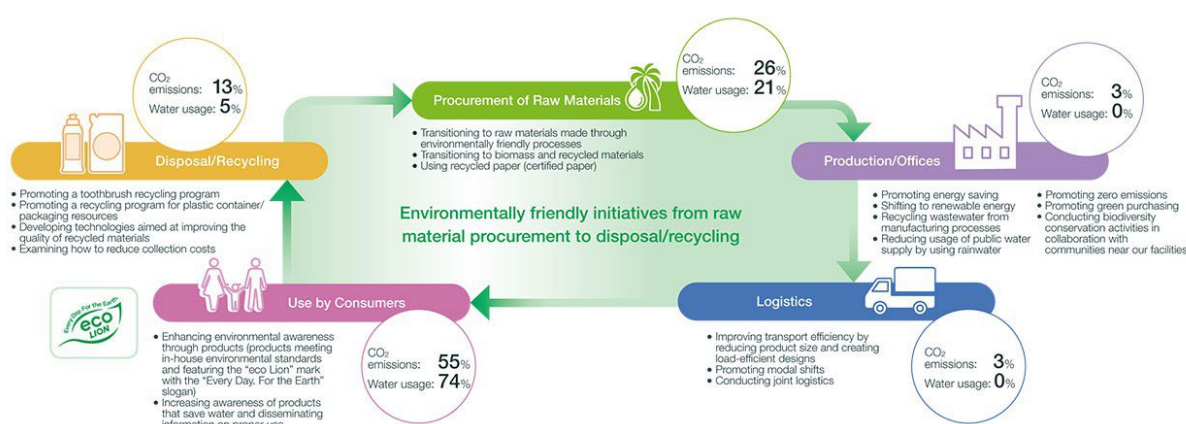 CO₂
emissions: 13%
Water usage: 5%
Disposal/Recycling
• Promoting a toothbrush recycling program
• Promoting a recycling program for plastic container/
packaging resources
• Developing technologies aimed at improving the
quality of recycled materials
• Examining how to reduce collection costs
Procurement of Raw Materials
CO₂
emissions: 26%
Water usage: 21%
• Transitioning to raw materials made through
environmentally friendly processes
• Transitioning to biomass and recycled materials
• Using recycled paper (certified paper)
CO₂
emissions: 3%
Water usage: 0%
Production/Offices
• Promoting energy saving
• Shifting to renewable energy
• Recycling wastewater from
manufacturing processes
• Reducing usage of public water
supply by using rainwater
• Promoting zero emissions
• Promoting green purchasing
• Conducting biodiversity
conservation activities in
collaboration with
communities near our facilities
Environmentally friendly initiatives from raw
material procurement to disposal/recycling
Every Day. For the Earth.
eco
LION
Use by Consumers
• Enhancing environmental awareness
through products (products meeting
in-house environmental standards
and featuring the “eco Lion” mark
with the “Every Day. For the Earth”
slogan)
• Increasing awareness of products
that save water and disseminating
information on proper use
CO₂
emissions: 55%
Water usage: 74%
Logistics
• Improving transport efficiency by
reducing product size and creating
load-efficient designs
• Promoting modal shifts
• Conducting joint logistics
CO₂
emissions: 3%
Water usage: 0%